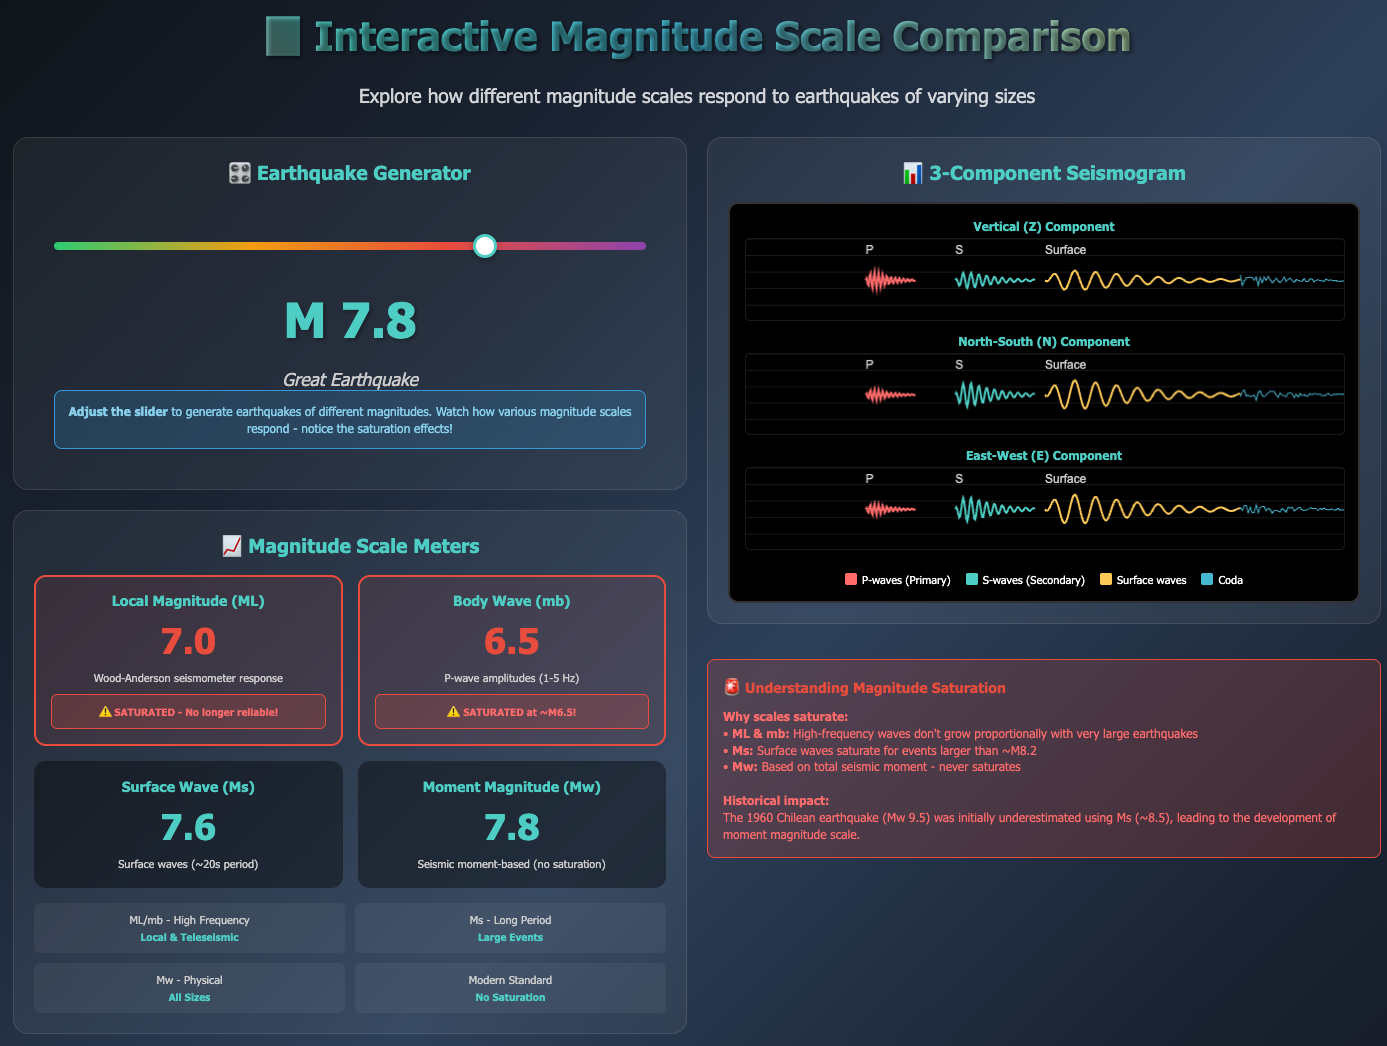 Interactive Magnitude Scale Comparison
Explore how different magnitude scales respond to earthquakes of varying sizes
🎛️ Earthquake Generator
M 7.8
Great Earthquake
Adjust the slider to generate earthquakes of different magnitudes. Watch how various magnitude scales
respond - notice the saturation effects!
📈 Magnitude Scale Meters
Local Magnitude (ML)
7.0
Wood-Anderson seismometer response
⚠️ SATURATED - No longer reliable!
Body Wave (mb)
6.5
P-wave amplitudes (1-5 Hz)
⚠️ SATURATED at ~M6.5!
Surface Wave (Ms)
7.6
Surface waves (~20s period)
Moment Magnitude (Mw)
7.8
Seismic moment-based (no saturation)
ML/mb - High Frequency
Local & Teleseismic
Ms - Long Period
Large Events
Mw - Physical
All Sizes
Modern Standard
No Saturation
📊 3-Component Seismogram
Vertical (Z) Component
P S Surface
North-South (N) Component
P S Surface
East-West (E) Component
P S Surface
P-waves (Primary) S-waves (Secondary) Surface waves Coda
🚨 Understanding Magnitude Saturation
Why scales saturate:
• ML & mb: High-frequency waves don't grow proportionally with very large earthquakes
• Ms: Surface waves saturate for events larger than ~M8.2
• Mw: Based on total seismic moment - never saturates
Historical impact:
The 1960 Chilean earthquake (Mw 9.5) was initially underestimated using Ms (~8.5), leading to the development of
moment magnitude scale.